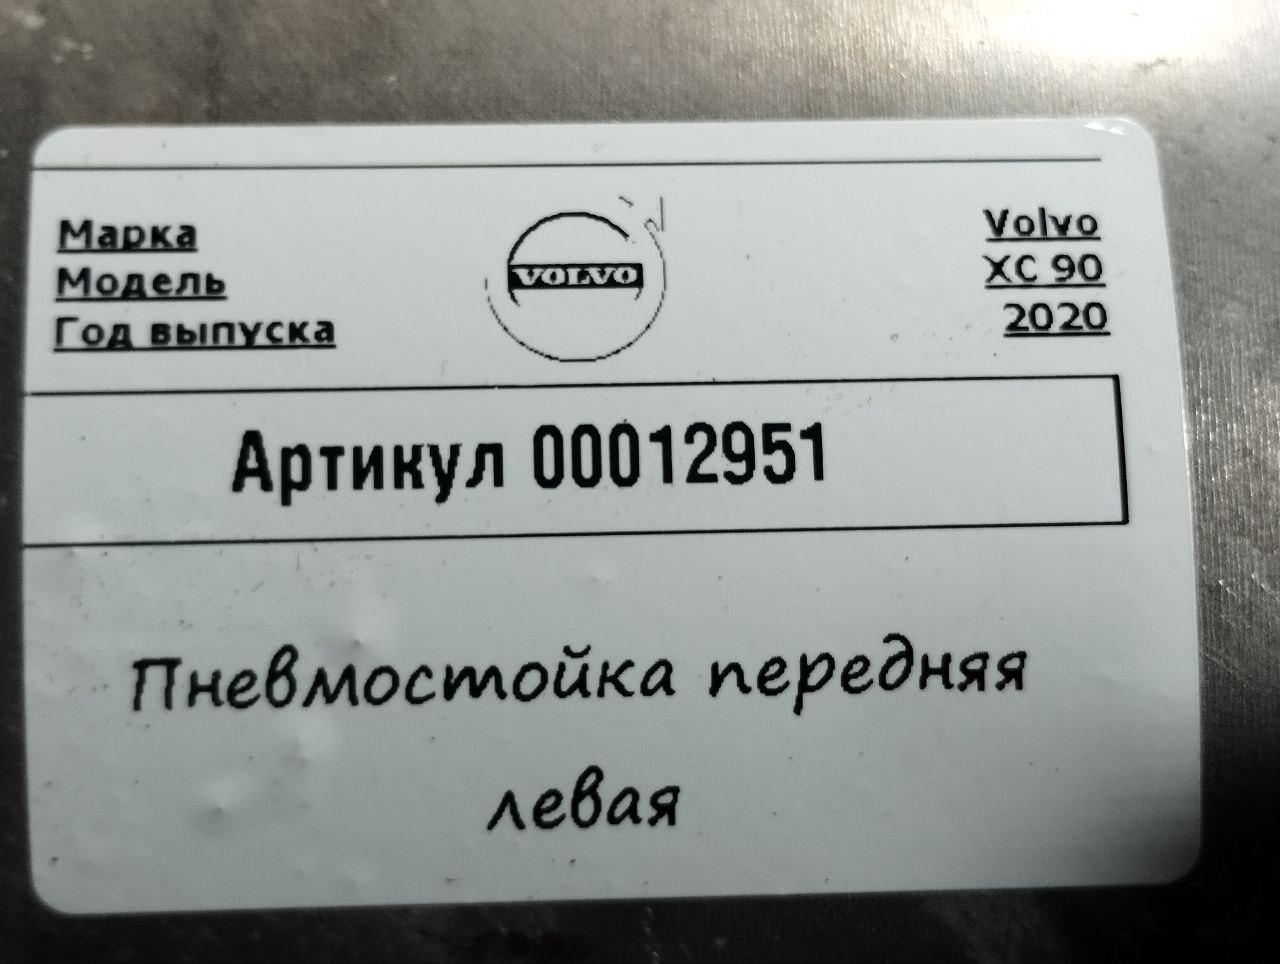 Марка VOLVO Volvo
Модель XC 90
Год выпуска 2020
Артикул 00012951
Пневмостойка передняя
левая